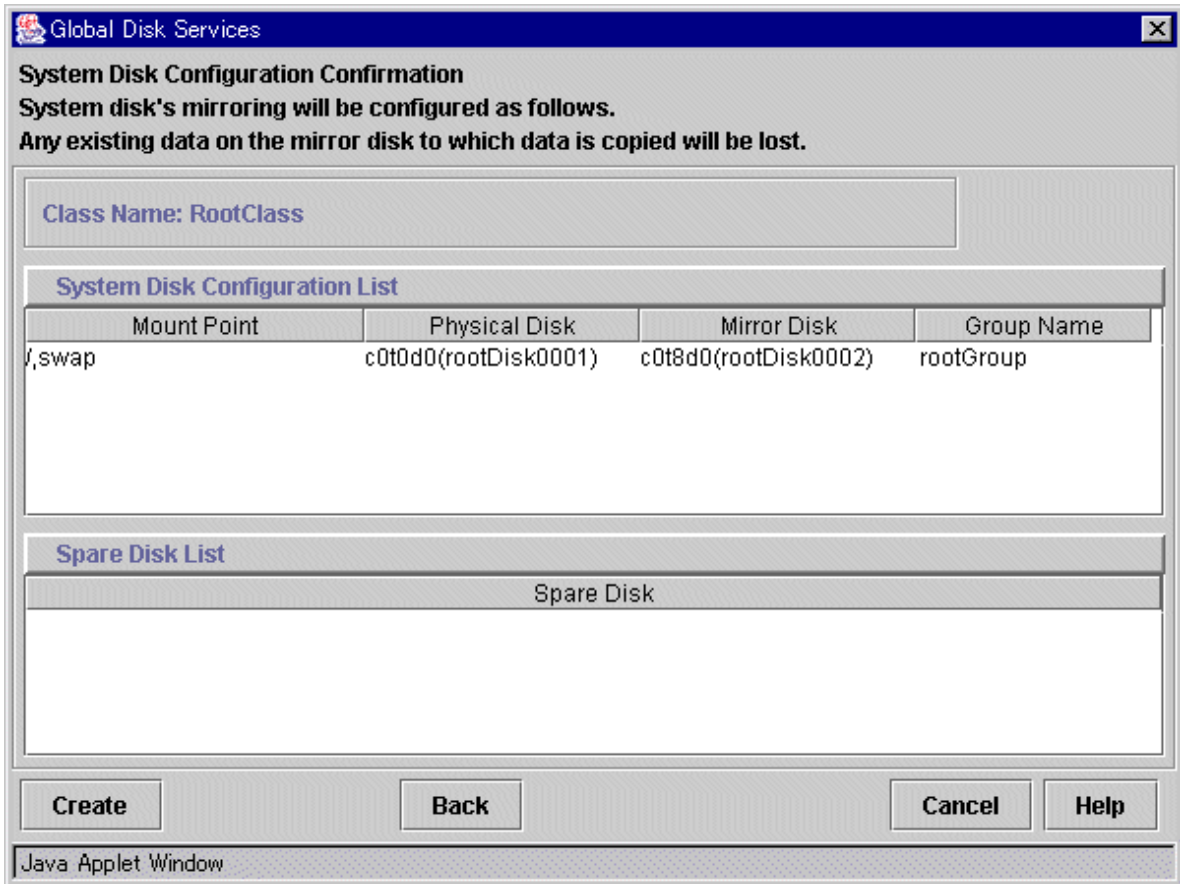 Global Disk Services
System Disk Configuration Confirmation
System disk's mirroring will be configured as follows.
Any existing data on the mirror disk to which data is copied will be lost.
Class Name: RootClass
System Disk Configuration List
Mount Point Physical Disk Mirror Disk Group Name
/,swap c0t0d0(rootDisk0001) c0t8d0(rootDisk0002) rootGroup
Spare Disk List
Spare Disk
Create Back Cancel Help
Java Applet Window